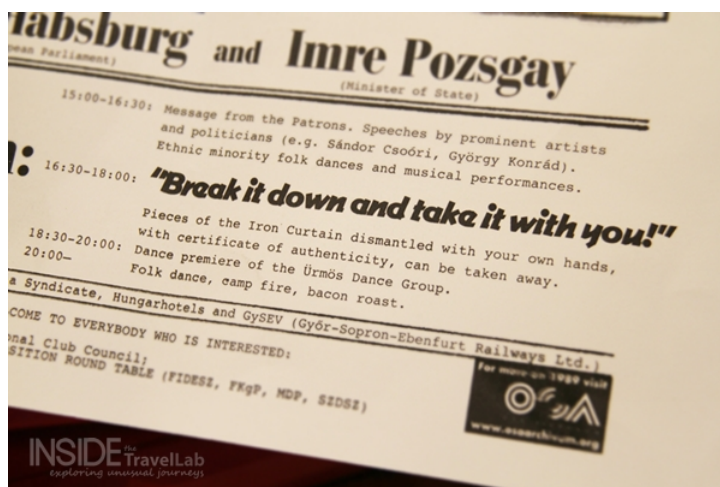 Habsburg and Imre Pozsgay
pean Parliament)
(Minister of State)
15:00-16:30: Message from the Patrons. Speeches by prominent artists
and politicians (e.g. Sándor Csoóri, György Konrád).
Ethnic minority folk dances and musical performances.
16:30-18:00: "Break it down and take it with you!"
Pieces of the Iron Curtain dismantled with your own hands,
with certificate of authenticity, can be taken away.
18:30-20:00: Dance premiere of the Ürmös Dance Group.
20:00— Folk dance, camp fire, bacon roast.
a Syndicate, Hungarhotels and GySEV (Győr-Sopron-Ebenfurt Railways Ltd.)
COME TO EVERYBODY WHO IS INTERESTED:
onal Club Council;
SITION ROUND TABLE (FIDESZ, FKgP, MDP, SZDSZ)
For more on 1989 visit
OSA
www.osaarchivum.org
INSIDE the TravelLab
exploring unusual journeys